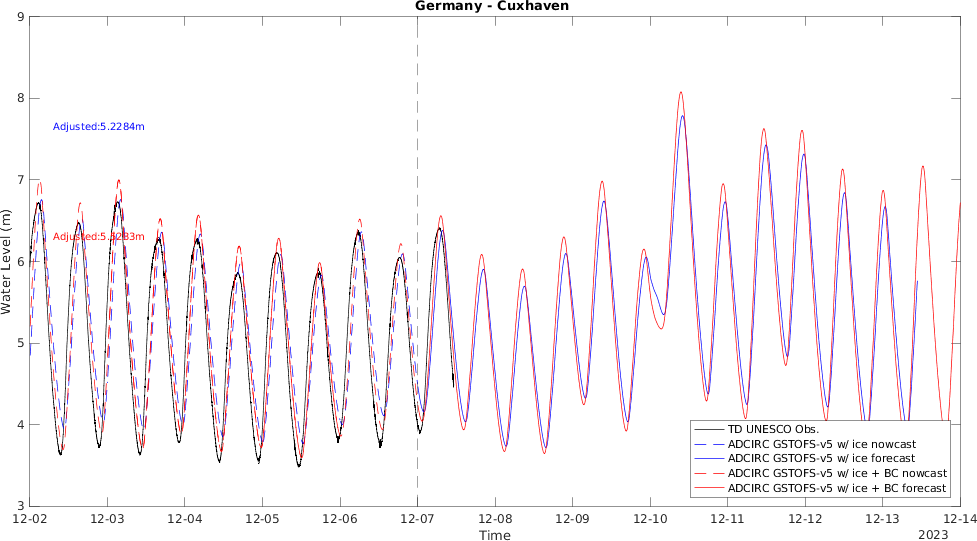 Germany - Cuxhaven
9
8
7
6
5
4
3
Water Level (m)
Adjusted:5.2284m
TD UNESCO Obs.
ADCIRC GSTOFS-v5 w/ ice nowcast
ADCIRC GSTOFS-v5 w/ ice forecast
ADCIRC GSTOFS-v5 w/ ice + BC nowcast
ADCIRC GSTOFS-v5 w/ ice + BC forecast
12-02 12-03 12-04 12-05 12-06 12-07 12-08 12-09 12-10 12-11 12-12 12-13 12-14
Time
2023